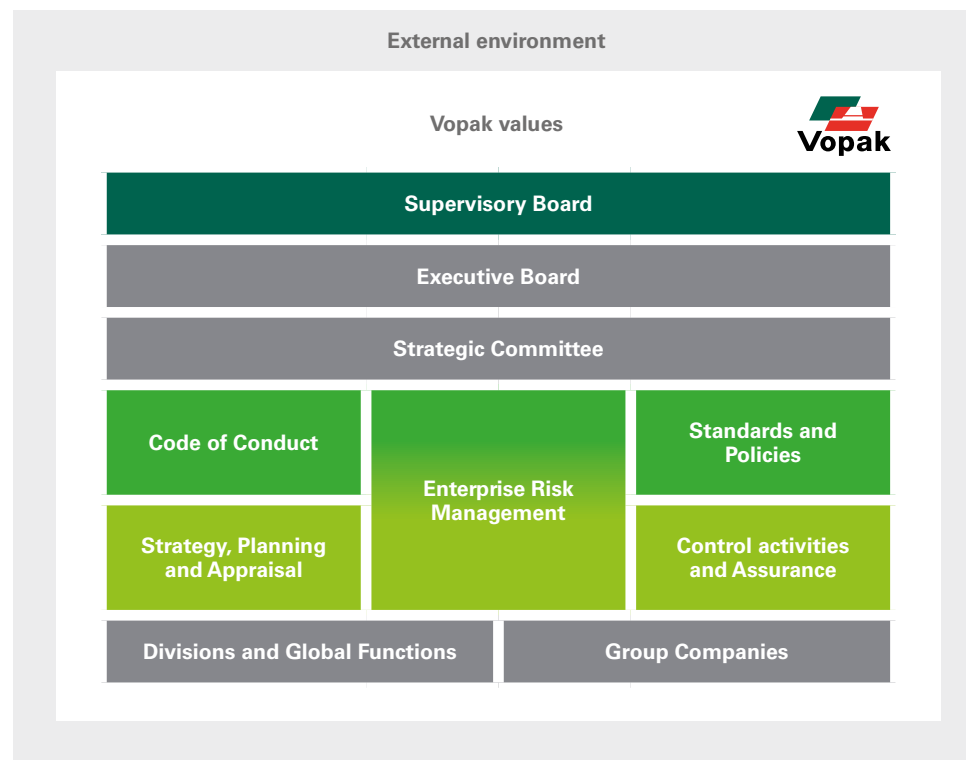 External environment
Vopak values
Vopak
Supervisory Board
Executive Board
Strategic Committee
Code of Conduct
Enterprise Risk
Management
Standards and
Policies
Strategy, Planning
and Appraisal
Control activities
and Assurance
Divisions and Global Functions
Group Companies